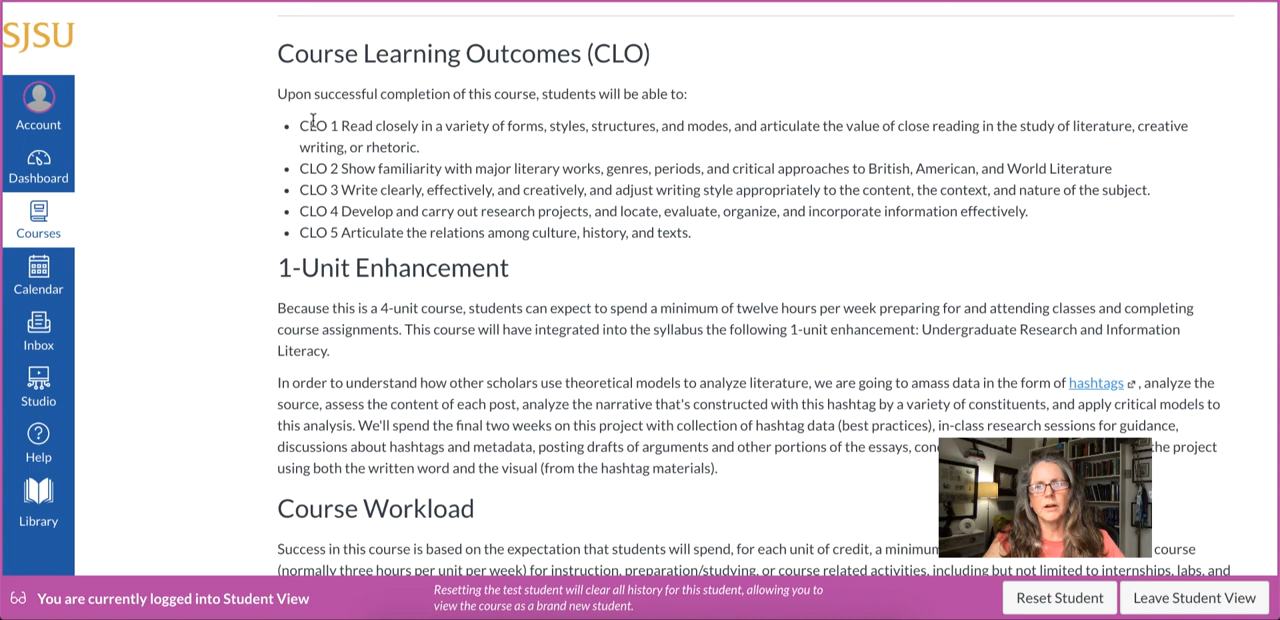 SJSU
Account
Dashboard
Courses
Calendar
Inbox
Studio
Help
Library
Course Learning Outcomes (CLO)
Upon successful completion of this course, students will be able to:
CLO 1 Read closely in a variety of forms, styles, structures, and modes, and articulate the value of close reading in the study of literature, creative
writing, or rhetoric.
CLO 2 Show familiarity with major literary works, genres, periods, and critical approaches to British, American, and World Literature
CLO 3 Write clearly, effectively, and creatively, and adjust writing style appropriately to the content, the context, and nature of the subject.
CLO 4 Develop and carry out research projects, and locate, evaluate, organize, and incorporate information effectively.
CLO 5 Articulate the relations among culture, history, and texts.
1-Unit Enhancement
Because this is a 4-unit course, students can expect to spend a minimum of twelve hours per week preparing for and attending classes and completing
course assignments. This course will have integrated into the syllabus the following 1-unit enhancement: Undergraduate Research and Information
Literacy.
In order to understand how other scholars use theoretical models to analyze literature, we are going to amass data in the form of hashtags , analyze the
source, assess the content of each post, analyze the narrative that's constructed with this hashtag by a variety of constituents, and apply critical models to
this analysis. We'll spend the final two weeks on this project with collection of hashtag data (best practices), in-class research sessions for guidance,
discussions about hashtags and metadata, posting drafts of arguments and other portions of the essays, the project
using both the written word and the visual (from the hashtag materials).
Course Workload
Success in this course is based on the expectation that students will spend, for each unit of credit, a minimum course
(normally three hours per unit per week) for instruction, preparation/studying, or course related activities, including but not limited to internships, labs, and
You are currently logged into Student View
Resetting the test student will clear all history for this student, allowing you to
view the course as a brand new student.
Reset Student
Leave Student View